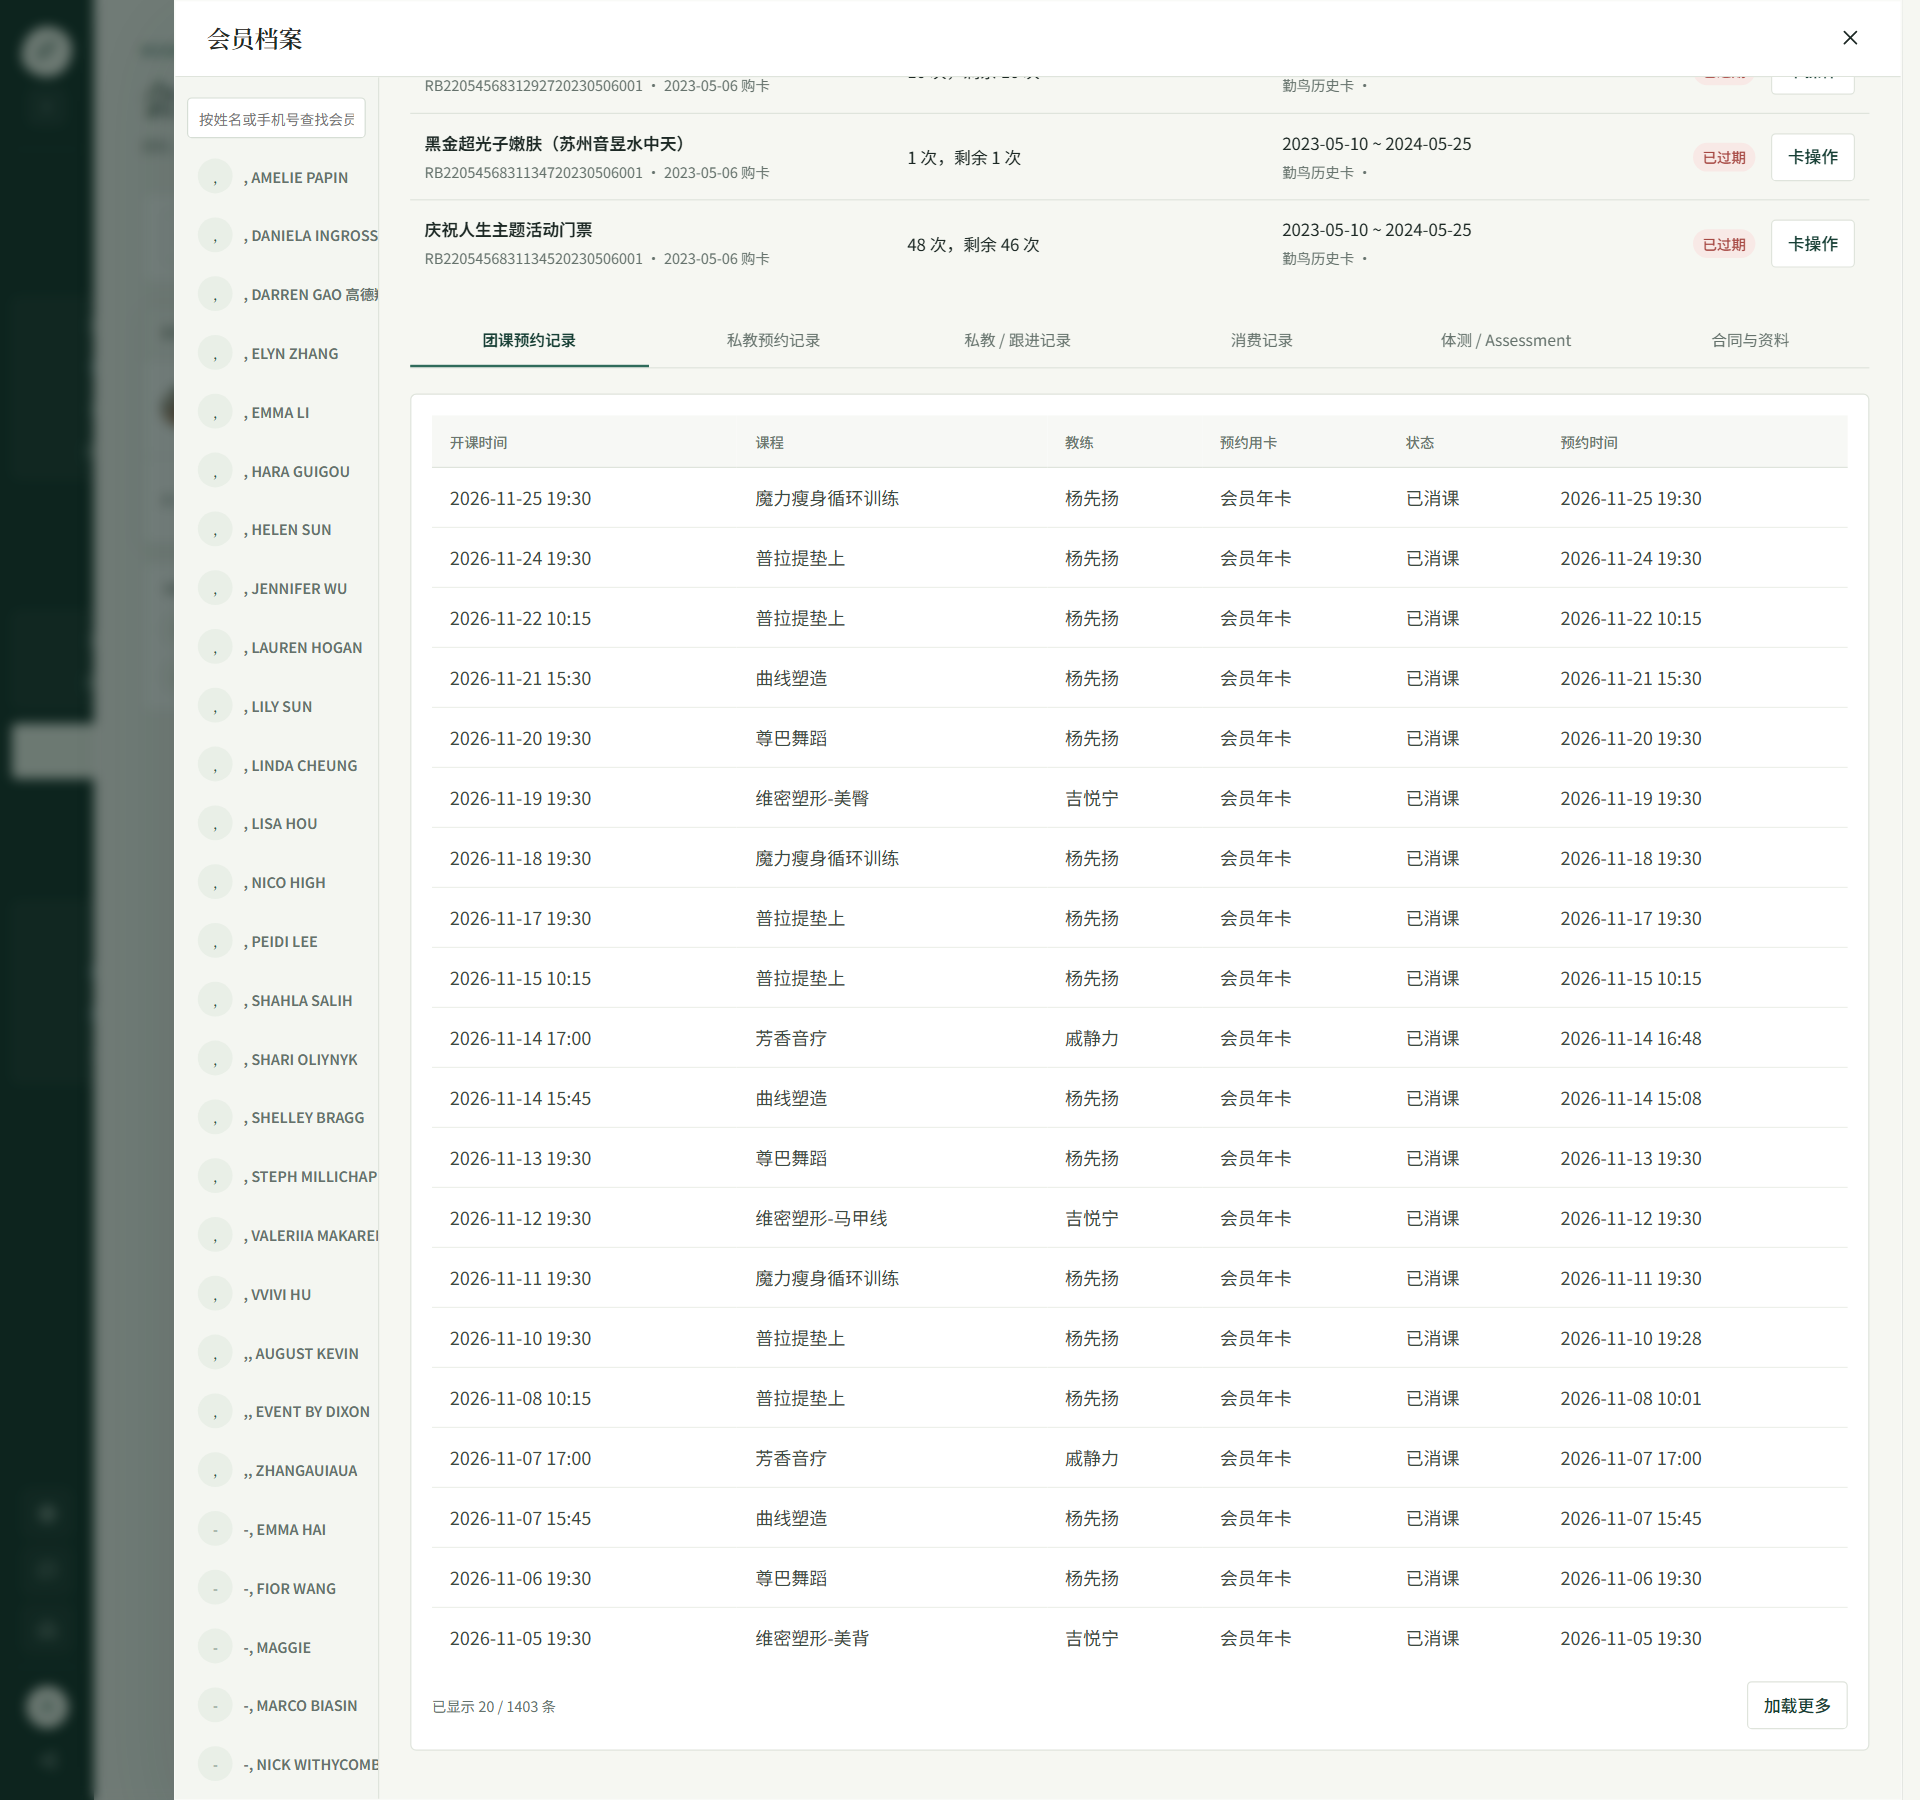 会员档案
按姓名或手机号查找会员
, AMELIE PAPIN
, DANIELA INGROSS
, DARREN GAO 高德
, ELYN ZHANG
, EMMA LI
, HARA GUIGOU
, HELEN SUN
, JENNIFER WU
, LAUREN HOGAN
, LILY SUN
, LINDA CHEUNG
, LISA HOU
, NICO HIGH
, PEIDI LEE
, SHAHLA SALIH
, SHARI OLIYNYK
, SHELLEY BRAGG
, STEPH MILLICHAP
, VALERIIA MAKARE
, VVIVI HU
,, AUGUST KEVIN
,, EVENT BY DIXON
,, ZHANGAUIAUA
-, EMMA HAI
-, FIOR WANG
-, MAGGIE
-, MARCO BIASIN
-, NICK WITHYCOMB
RB2205456831292720230506001 • 2023-05-06 购卡
勤鸟历史卡 •
黑金超光子嫩肤（苏州音昱水中天）
RB2205456831134720230506001 • 2023-05-06 购卡
1 次，剩余 1 次
2023-05-10 ~ 2024-05-25
勤鸟历史卡 •
已过期
卡操作
庆祝人生主题活动门票
RB2205456831134520230506001 • 2023-05-06 购卡
48 次，剩余 46 次
2023-05-10 ~ 2024-05-25
勤鸟历史卡 •
已过期
卡操作
团课预约记录 私教预约记录 私教 / 跟进记录 消费记录 体测 / Assessment 合同与资料
开课时间 课程 教练 预约用卡 状态 预约时间
2026-11-25 19:30 魔力瘦身循环训练 杨先扬 会员年卡 已消课 2026-11-25 19:30
2026-11-24 19:30 普拉提垫上 杨先扬 会员年卡 已消课 2026-11-24 19:30
2026-11-22 10:15 普拉提垫上 杨先扬 会员年卡 已消课 2026-11-22 10:15
2026-11-21 15:30 曲线塑造 杨先扬 会员年卡 已消课 2026-11-21 15:30
2026-11-20 19:30 尊巴舞蹈 杨先扬 会员年卡 已消课 2026-11-20 19:30
2026-11-19 19:30 维密塑形-美臀 吉悦宁 会员年卡 已消课 2026-11-19 19:30
2026-11-18 19:30 魔力瘦身循环训练 杨先扬 会员年卡 已消课 2026-11-18 19:30
2026-11-17 19:30 普拉提垫上 杨先扬 会员年卡 已消课 2026-11-17 19:30
2026-11-15 10:15 普拉提垫上 杨先扬 会员年卡 已消课 2026-11-15 10:15
2026-11-14 17:00 芳香音疗 戚静力 会员年卡 已消课 2026-11-14 16:48
2026-11-14 15:45 曲线塑造 杨先扬 会员年卡 已消课 2026-11-14 15:08
2026-11-13 19:30 尊巴舞蹈 杨先扬 会员年卡 已消课 2026-11-13 19:30
2026-11-12 19:30 维密塑形-马甲线 吉悦宁 会员年卡 已消课 2026-11-12 19:30
2026-11-11 19:30 魔力瘦身循环训练 杨先扬 会员年卡 已消课 2026-11-11 19:30
2026-11-10 19:30 普拉提垫上 杨先扬 会员年卡 已消课 2026-11-10 19:28
2026-11-08 10:15 普拉提垫上 杨先扬 会员年卡 已消课 2026-11-08 10:01
2026-11-07 17:00 芳香音疗 戚静力 会员年卡 已消课 2026-11-07 17:00
2026-11-07 15:45 曲线塑造 杨先扬 会员年卡 已消课 2026-11-07 15:45
2026-11-06 19:30 尊巴舞蹈 杨先扬 会员年卡 已消课 2026-11-06 19:30
2026-11-05 19:30 维密塑形-美背 吉悦宁 会员年卡 已消课 2026-11-05 19:30
已显示 20 / 1403 条
加载更多